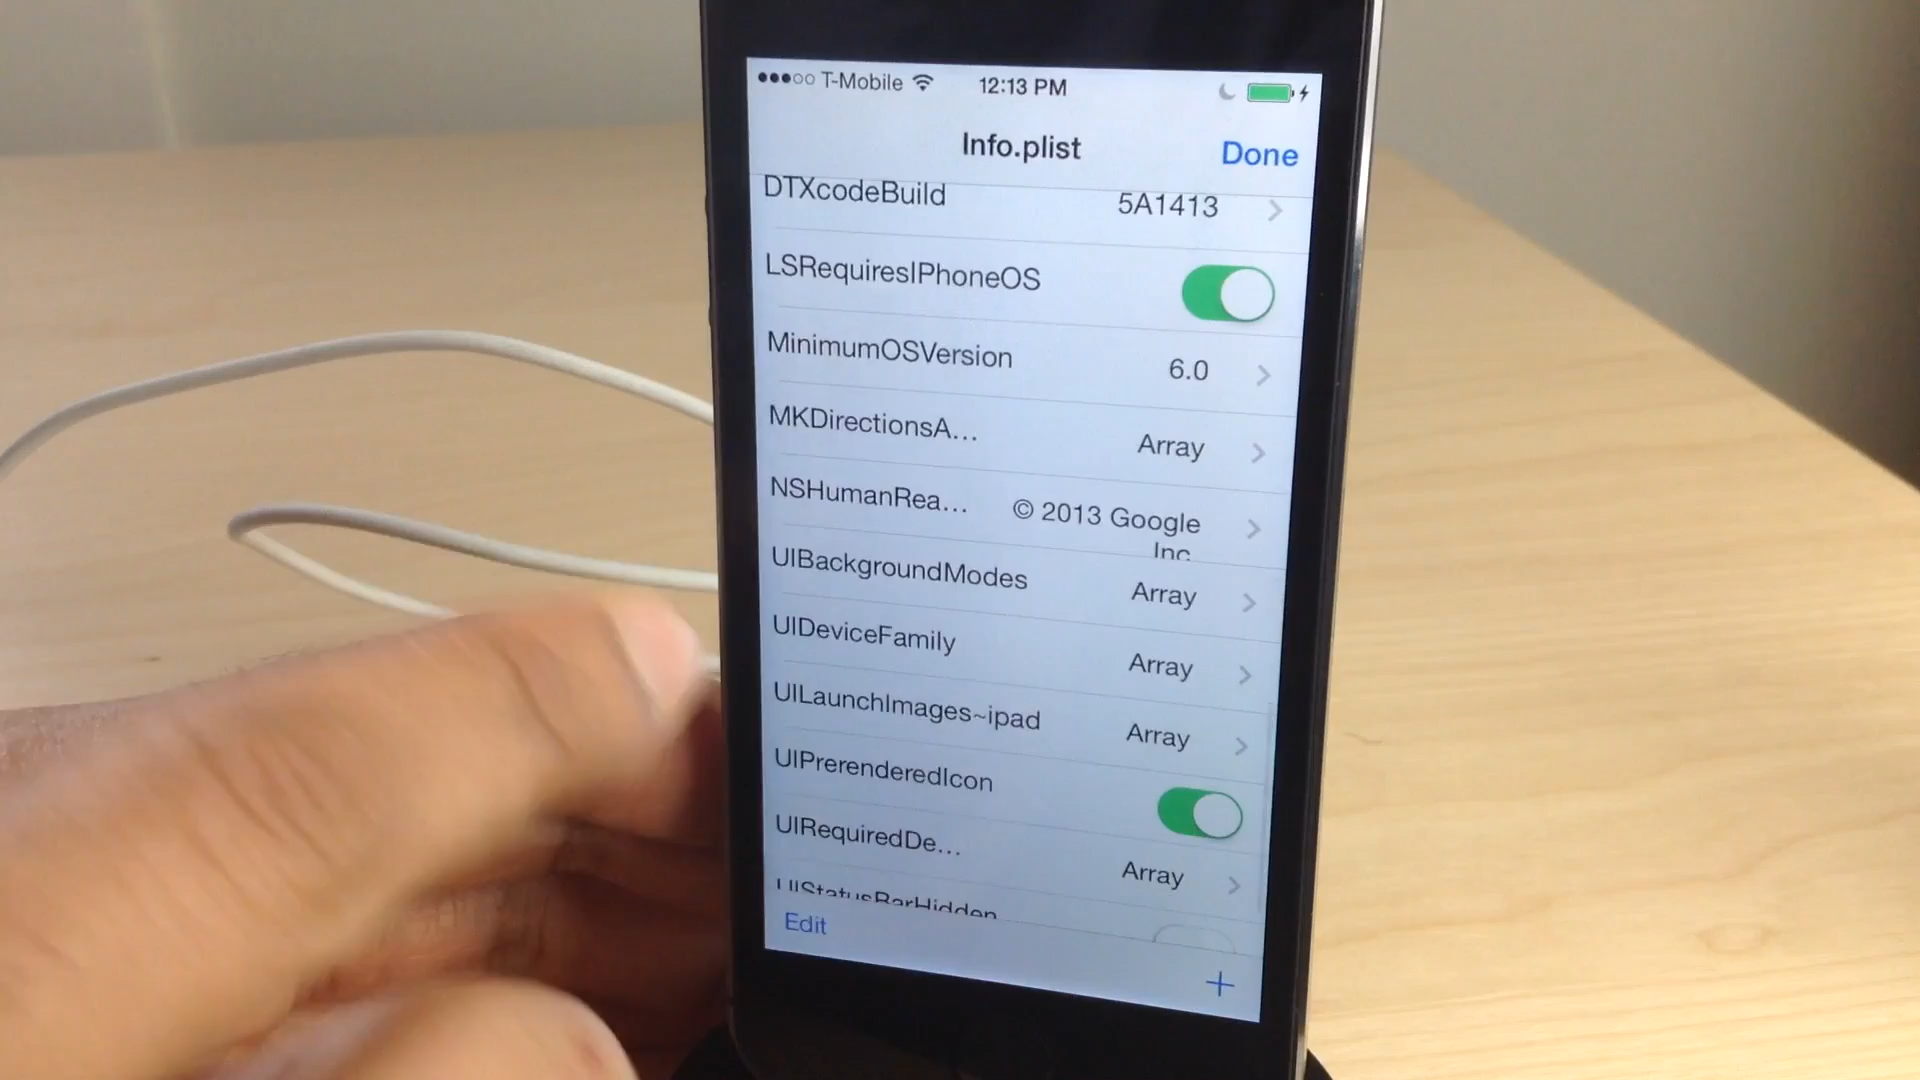 T-Mobile 12:13 PM
Info.plist Done
DTXcodeBuild 5A1413
LSRequiresIPhoneOS
MinimumOSVersion 6.0
MKDirectionsA... Array
NSHumanRea... © 2013 Google
Inc
UIBackgroundModes Array
UIDeviceFamily Array
UILaunchImages~ipad Array
UIPrerenderedIcon
UIRequiredDe... Array
UIStatusBarHidden
Edit
+